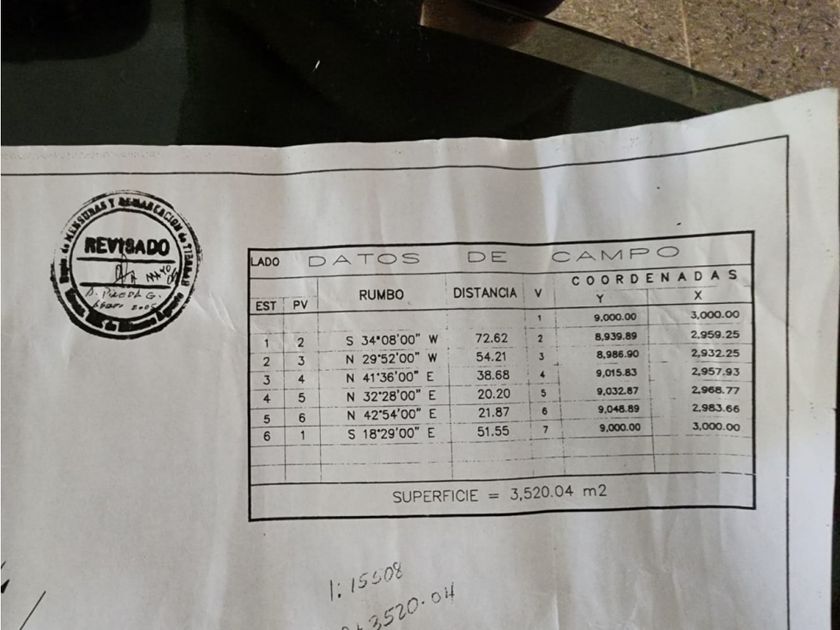 MENSURAS Y DEMARCACION de TIERRAS
REVISADO
LADO DATOS DE CAMPO
EST PV RUMBO DISTANCIA V COORDENADAS
Y X
1 9,000.00 3,000.00
1 2 S 34°08'00" W 72.62 2 8,939.89 2,959.25
2 3 N 29°52'00" W 54.21 3 8,986.90 2,932.25
3 4 N 41°36'00" E 38.68 4 9,015.83 2,957.93
4 5 N 32°28'00" E 20.20 5 9,032.87 2,968.77
5 6 N 42°54'00" E 21.87 6 9,048.89 2,983.66
6 1 S 18°29'00" E 51.55 7 9,000.00 3,000.00
SUPERFICIE = 3,520.04 m2
3520.04